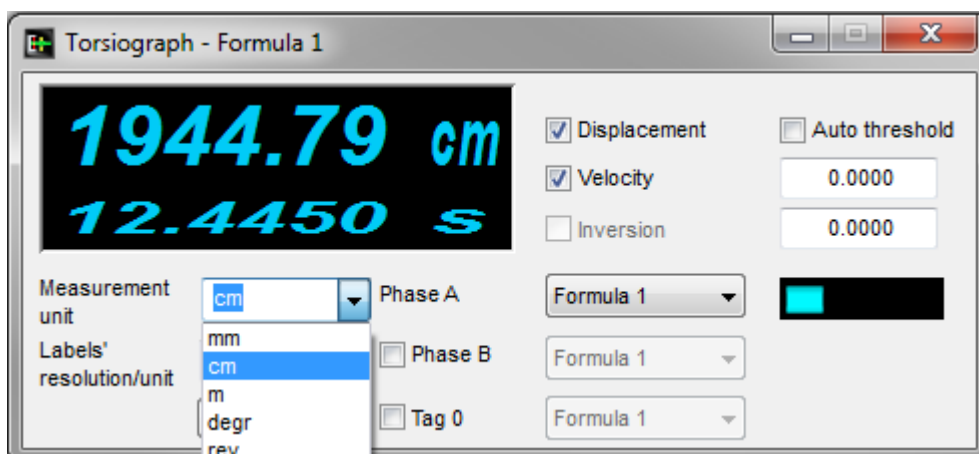 Torsiograph - Formula 1
1944.79 cm
12.4450 s
Displacement
Auto threshold
Velocity
0.0000
Inversion
0.0000
Measurement
unit
cm
Phase A
Formula 1
Labels'
resolution/unit
mm
cm
m
degr
rev
Phase B
Formula 1
Tag 0
Formula 1